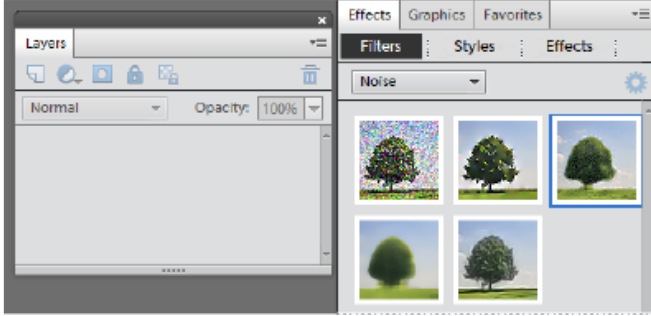 Layers
Normal Opacity: 100%
Effects Graphics Favorites
Filters Styles Effects
Noise